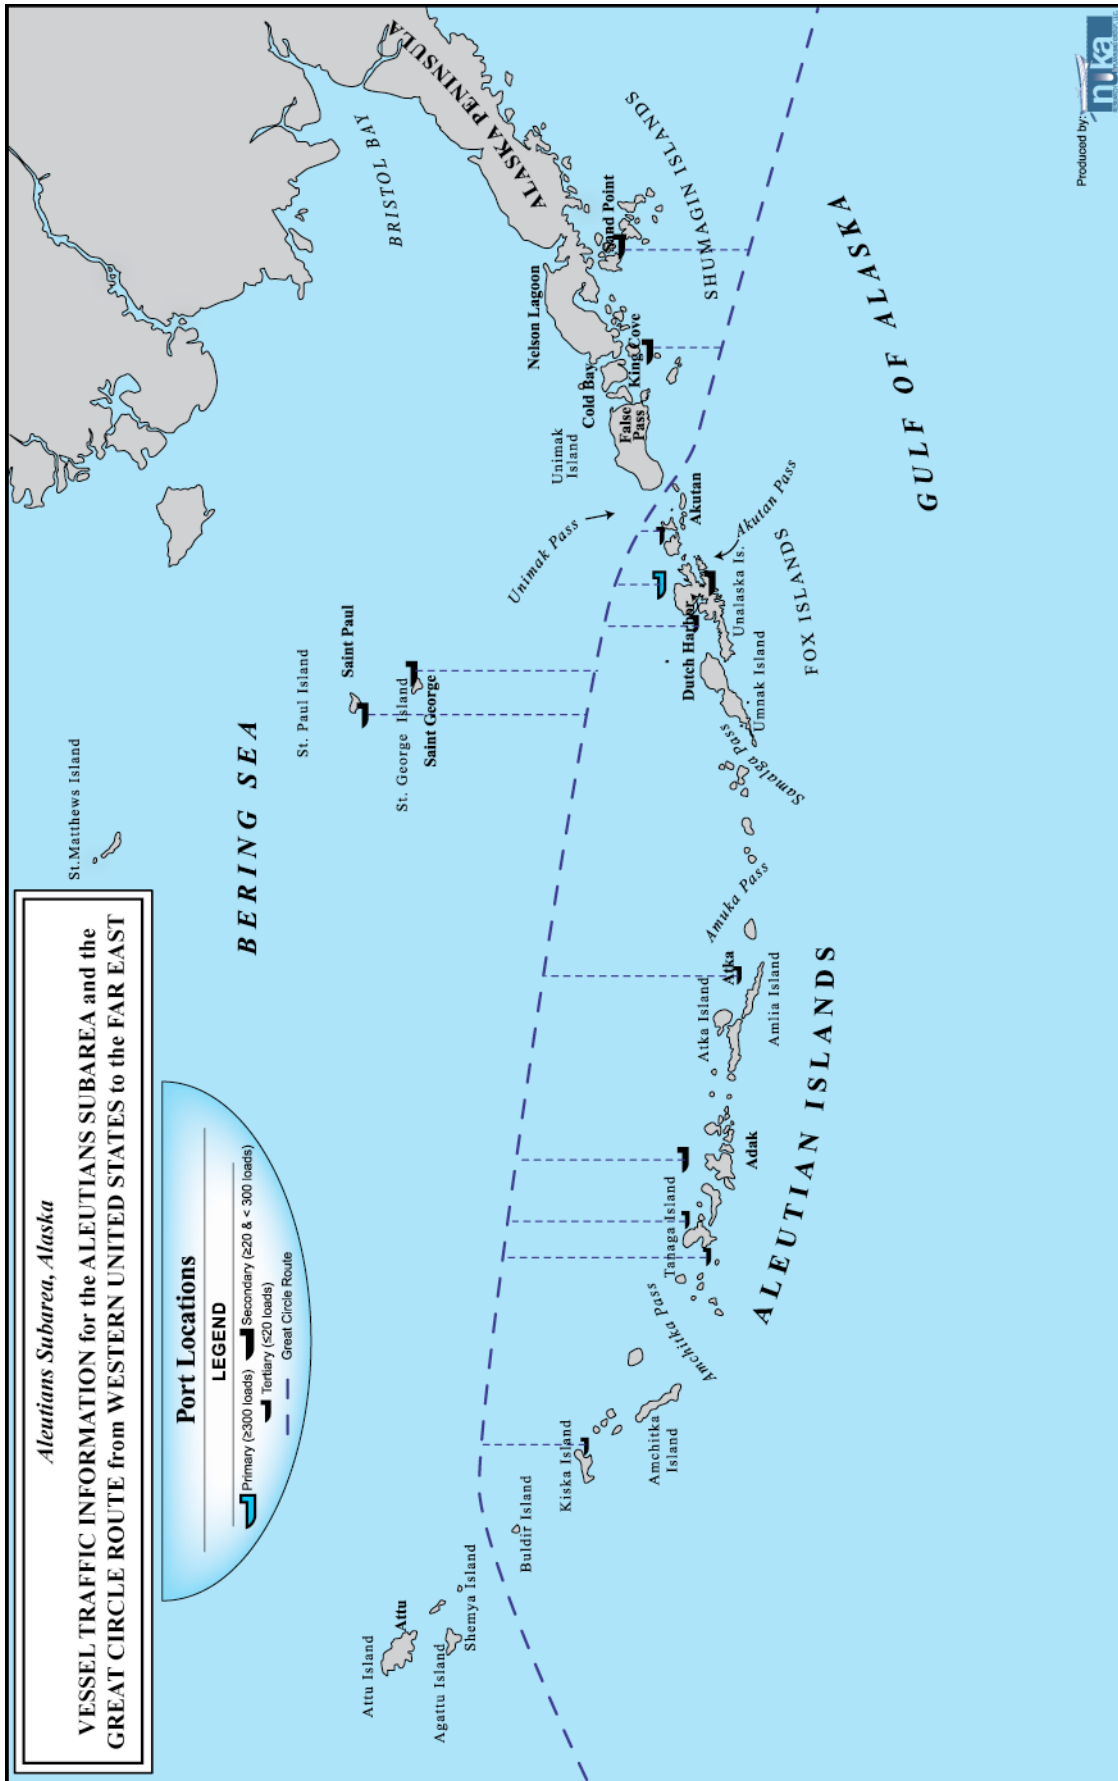 Aleutians Subarea, Alaska
VESSEL TRAFFIC INFORMATION for the ALEUTIANS SUBAREA and the
GREAT CIRCLE ROUTE from WESTERN UNITED STATES to the FAR EAST
Port Locations
LEGEND
Primary (≥300 loads)
Secondary (≥20 & < 300 loads)
Tertiary (≤20 loads)
Great Circle Route
St.Matthews Island
BERING SEA
St. Paul Island
Saint Paul
St. George Island
Saint George
BRISTOL BAY
ALASKA PENINSULA
Nelson Lagoon
Sand Point
SHUMAGIN ISLANDS
Cold Bay
King Cove
False
Pass
Unimak
Island
Unimak Pass
Akutan
Akutan Pass
Dutch Harbor
Unalaska Is.
FOX ISLANDS
Umnak Island
Samalga Pass
Amuka Pass
Atka
Atka Island
Amlia Island
Adak
Tanaga Island
ALEUTIAN ISLANDS
Amchitka Pass
Amchitka
Island
Kiska Island
Buldir Island
Shemya Island
Attu
Attu Island
Agattu Island
GULF OF ALASKA
Produced by:
nuka